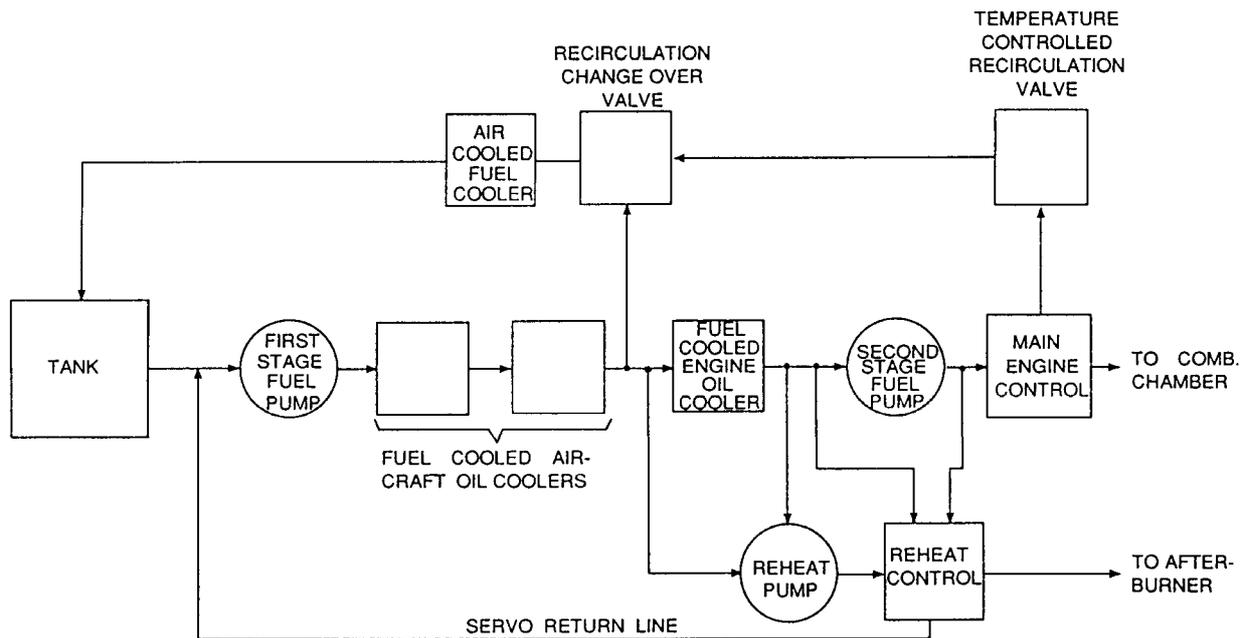 TEMPERATURE
CONTROLLED
RECIRCULATION
VALVE
RECIRCULATION
CHANGE OVER
VALVE
AIR
COOLED
FUEL
COOLER
TANK
FIRST
STAGE
FUEL
PUMP
FUEL COOLED AIR-
CRAFT OIL COOLERS
FUEL
COOLED
ENGINE
OIL
COOLER
SECOND
STAGE
FUEL
PUMP
MAIN
ENGINE
CONTROL
TO COMB.
CHAMBER
REHEAT
PUMP
REHEAT
CONTROL
TO AFTER-
BURNER
SERVO RETURN LINE